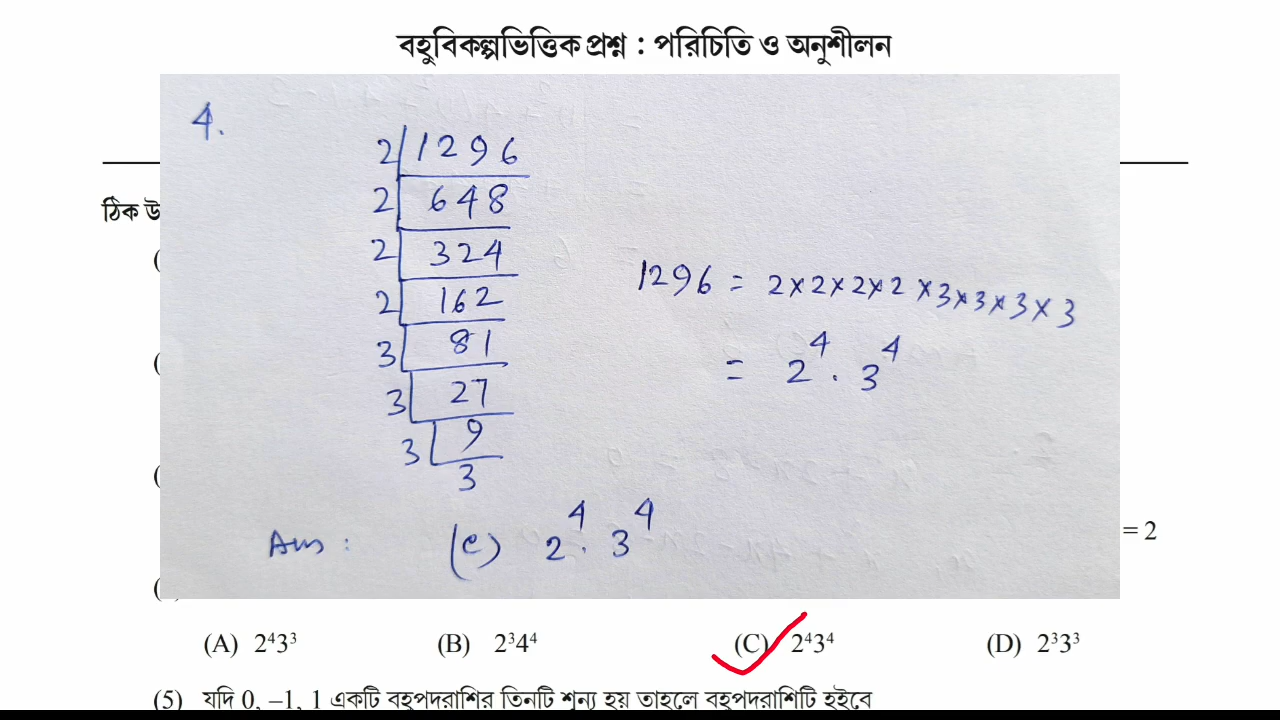 বহুবিকল্পভিত্তিক প্রশ্ন : পরিচিতি ও অনুশীলন
4.
2 1296
2 648
2 324
2 162
3 81
3 27
3 9
3
1296 = 2×2×2×2×3×3×3×3
= 2⁴ . 3⁴
Ans : (c) 2⁴ . 3⁴
ঠিক উ
= 2
(A) 2⁴3³ (B) 2³4⁴ (C) 2⁴3⁴ (D) 2³3³
(5) যদি 0, –1, 1 একটি বহুপদরাশির তিনটি শূন্য হয় তাহলে বহুপদরাশিটি হইবে